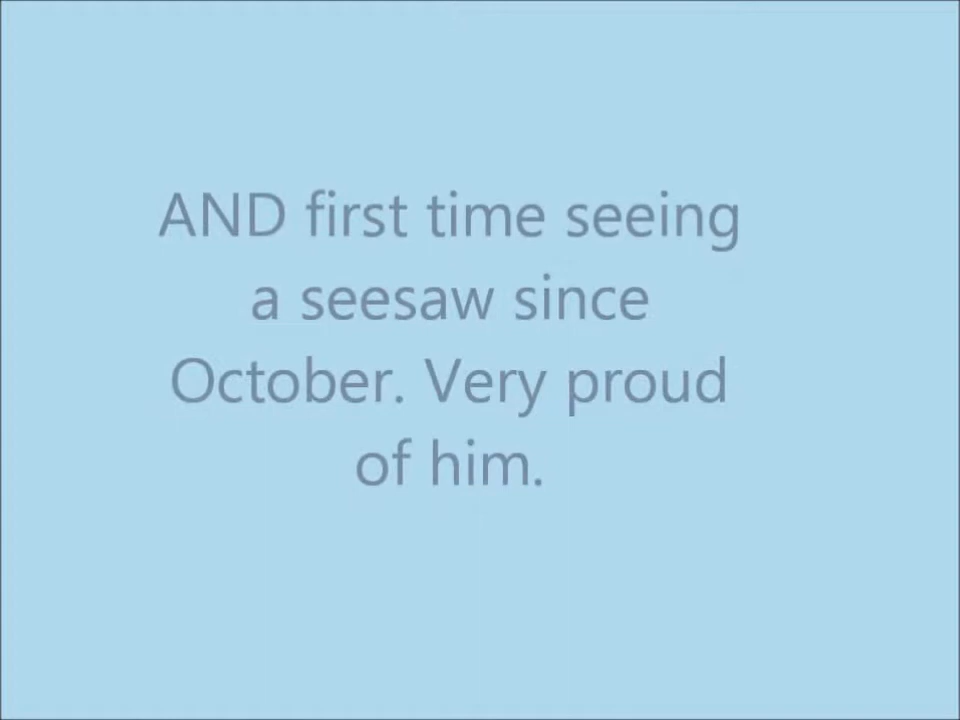 AND first time seeing
a seesaw since
October. Very proud
of him.